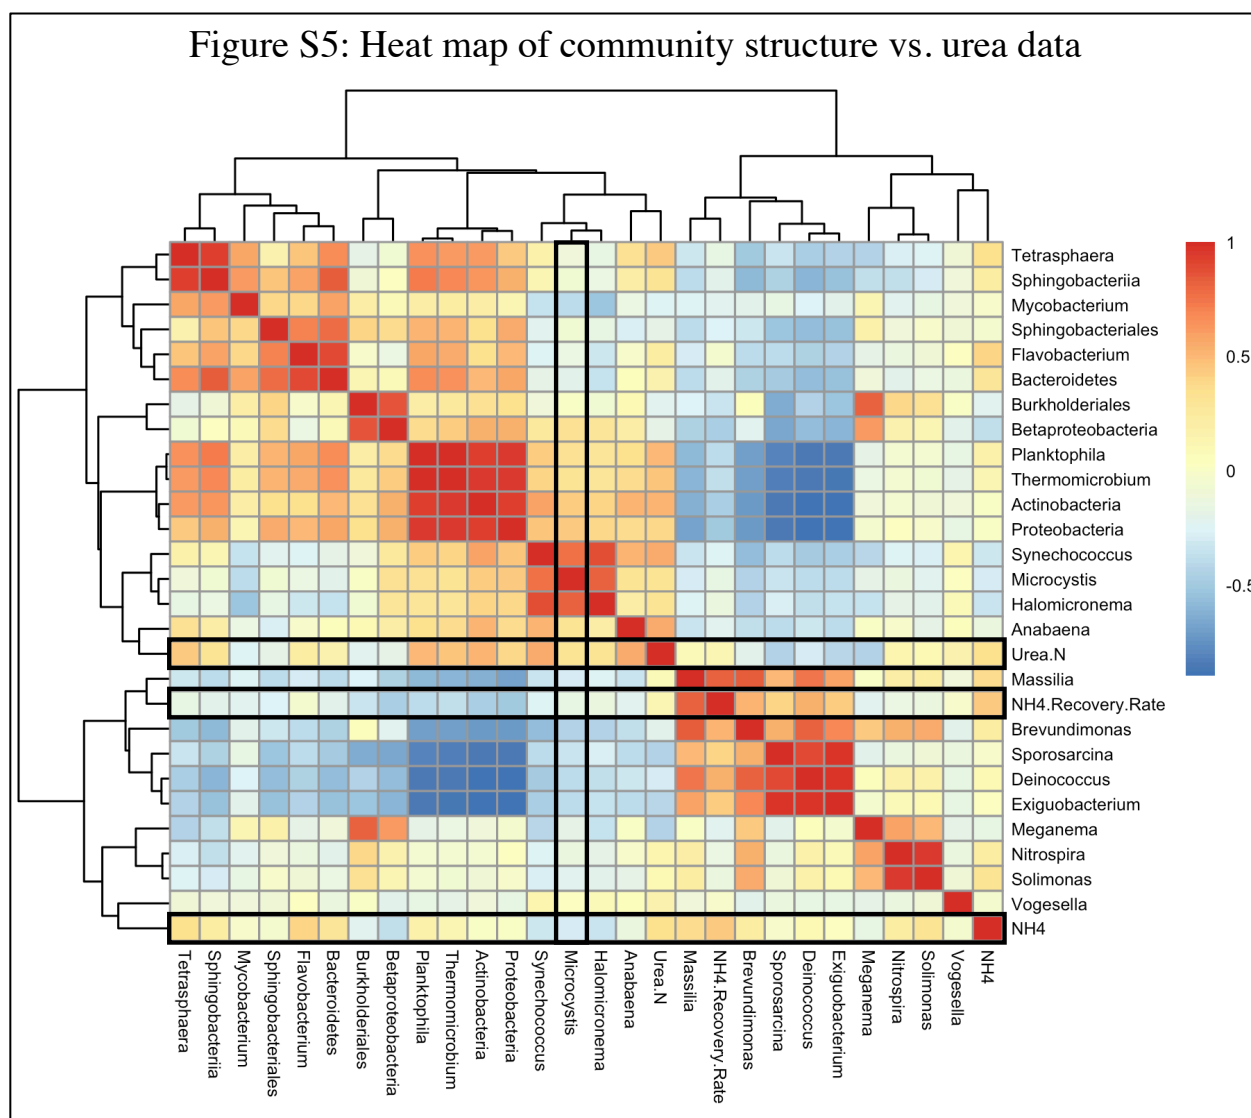 Figure S5: Heat map of community structure vs. urea data
Tetrasphaera
Sphingobacteriia
Mycobacterium
Sphingobacteriales
Flavobacterium
Bacteroidetes
Burkholderiales
Betaproteobacteria
Planktophila
Thermomicrobium
Actinobacteria
Proteobacteria
Synechococcus
Microcystis
Halomicronema
Anabaena
Urea.N
Massilia
NH4.Recovery.Rate
Brevundimonas
Sporosarcina
Deinococcus
Exiguobacterium
Meganema
Nitrospira
Solimonas
Vogesella
NH4
1
0.5
0
-0.5
Tetrasphaera
Sphingobacteriia
Mycobacterium
Sphingobacteriales
Flavobacterium
Bacteroidetes
Burkholderiales
Betaproteobacteria
Planktophila
Thermomicrobium
Actinobacteria
Proteobacteria
Synechococcus
Microcystis
Halomicronema
Anabaena
Urea.N
Massilia
NH4.Recovery.Rate
Brevundimonas
Sporosarcina
Deinococcus
Exiguobacterium
Meganema
Nitrospira
Solimonas
Vogesella
NH4